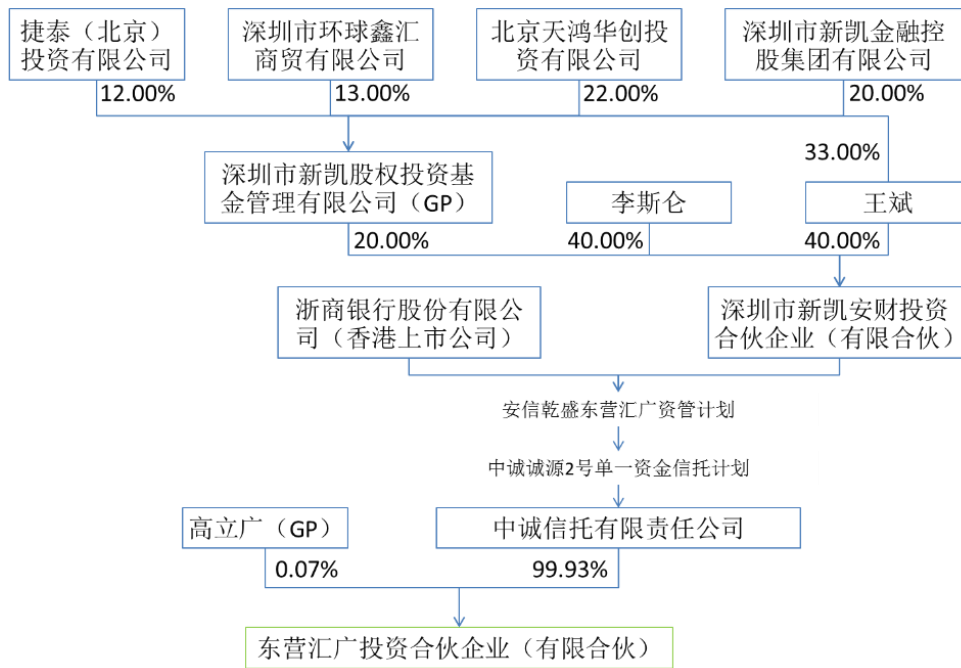 捷泰（北京）
投资有限公司
深圳市环球鑫汇
商贸有限公司
北京天鸿华创投
资有限公司
深圳市新凯金融控
股集团有限公司
12.00%
13.00%
22.00%
20.00%
33.00%
深圳市新凯股权投资基
金管理有限公司（GP）
李斯仑
王斌
20.00%
40.00%
40.00%
浙商银行股份有限公
司（香港上市公司）
深圳市新凯安财投资
合伙企业（有限合伙）
安信乾盛东营汇广资管计划
中诚诚源2号单一资金信托计划
高立广（GP）
中诚信托有限责任公司
0.07%
99.93%
东营汇广投资合伙企业（有限合伙）